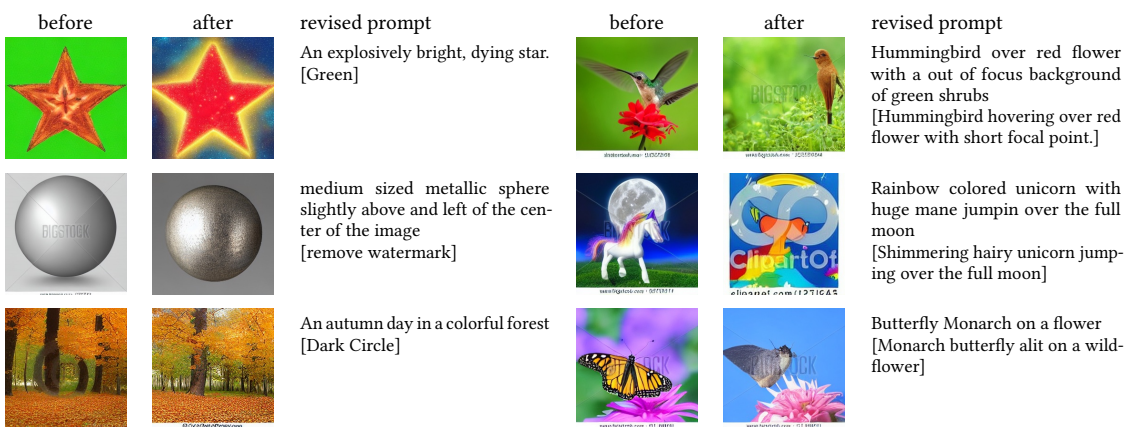 before
after
revised prompt
An explosively bright, dying star.
[Green]
medium sized metallic sphere
slightly above and left of the cen-
ter of the image
[remove watermark]
BIGSTOCK
An autumn day in a colorful forest
[Dark Circle]
before
after
revised prompt
Hummingbird over red flower
with a out of focus background
of green shrubs
[Hummingbird hovering over red
flower with short focal point.]
BIGSTOCK
Rainbow colored unicorn with
huge mane jumpin over the full
moon
[Shimmering hairy unicorn jump-
ing over the full moon]
ClipartOf
Butterfly Monarch on a flower
[Monarch butterfly alit on a wild-
flower]
BIGSTOCK